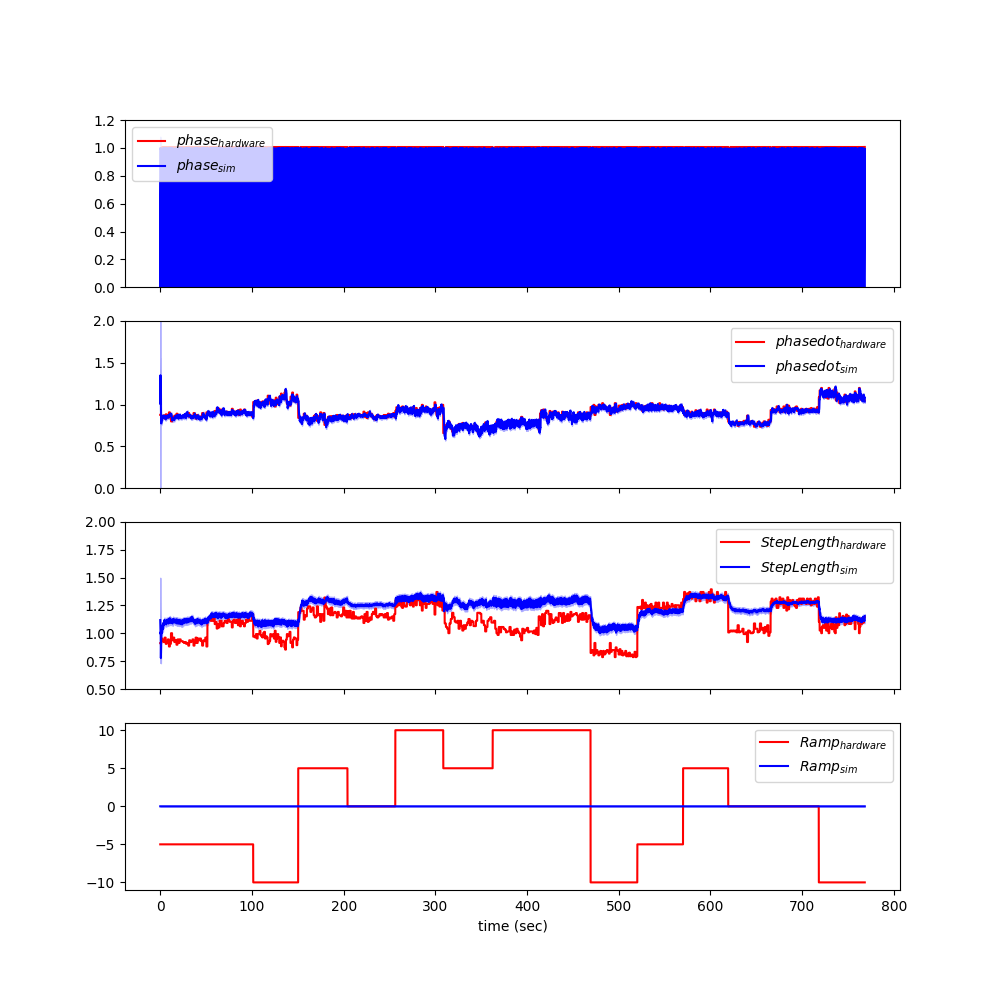 1.2
1.0
0.8
0.6
0.4
0.2
0.0
phase_hardware
phase_sim
2.0
1.5
1.0
0.5
0.0
phasedot_hardware
phasedot_sim
2.00
1.75
1.50
1.25
1.00
0.75
0.50
StepLength_hardware
StepLength_sim
10
5
0
−5
−10
Ramp_hardware
Ramp_sim
0 100 200 300 400 500 600 700 800
time (sec)